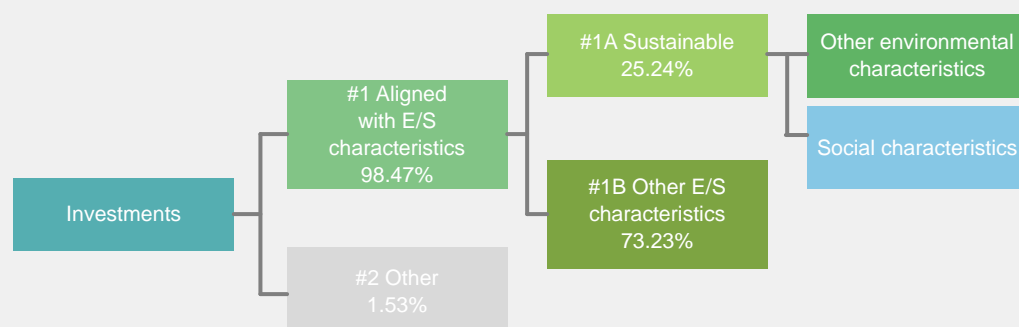 Investments
#1 Aligned
with E/S
characteristics
98.47%
#2 Other
1.53%
#1A Sustainable
25.24%
#1B Other E/S
characteristics
73.23%
Other environmental
characteristics
Social characteristics